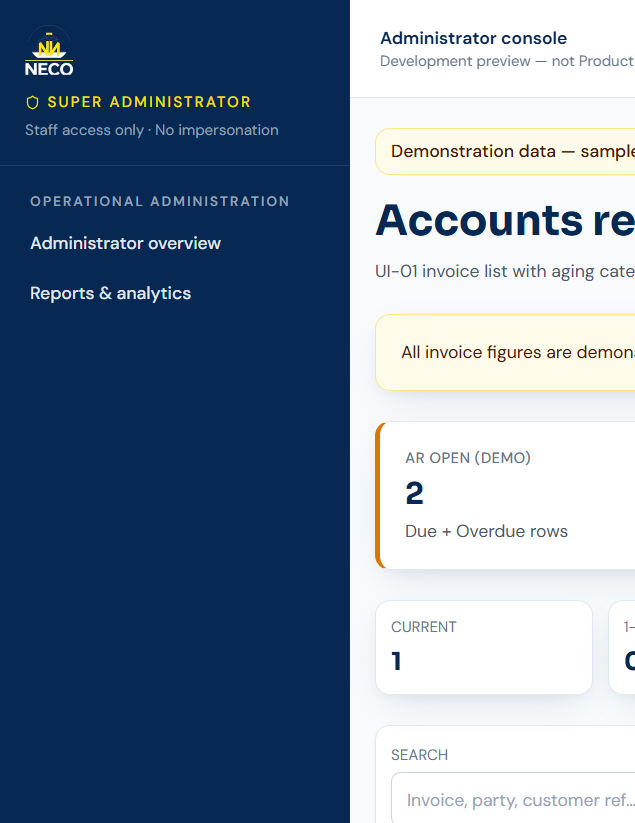 NECO
SUPER ADMINISTRATOR
Staff access only · No impersonation
OPERATIONAL ADMINISTRATION
Administrator overview
Reports & analytics
Administrator console
Development preview — not Product
Demonstration data — sample
Accounts re
UI-01 invoice list with aging cate
All invoice figures are demons
AR OPEN (DEMO)
2
Due + Overdue rows
CURRENT
1
1-
0
SEARCH
Invoice, party, customer ref…